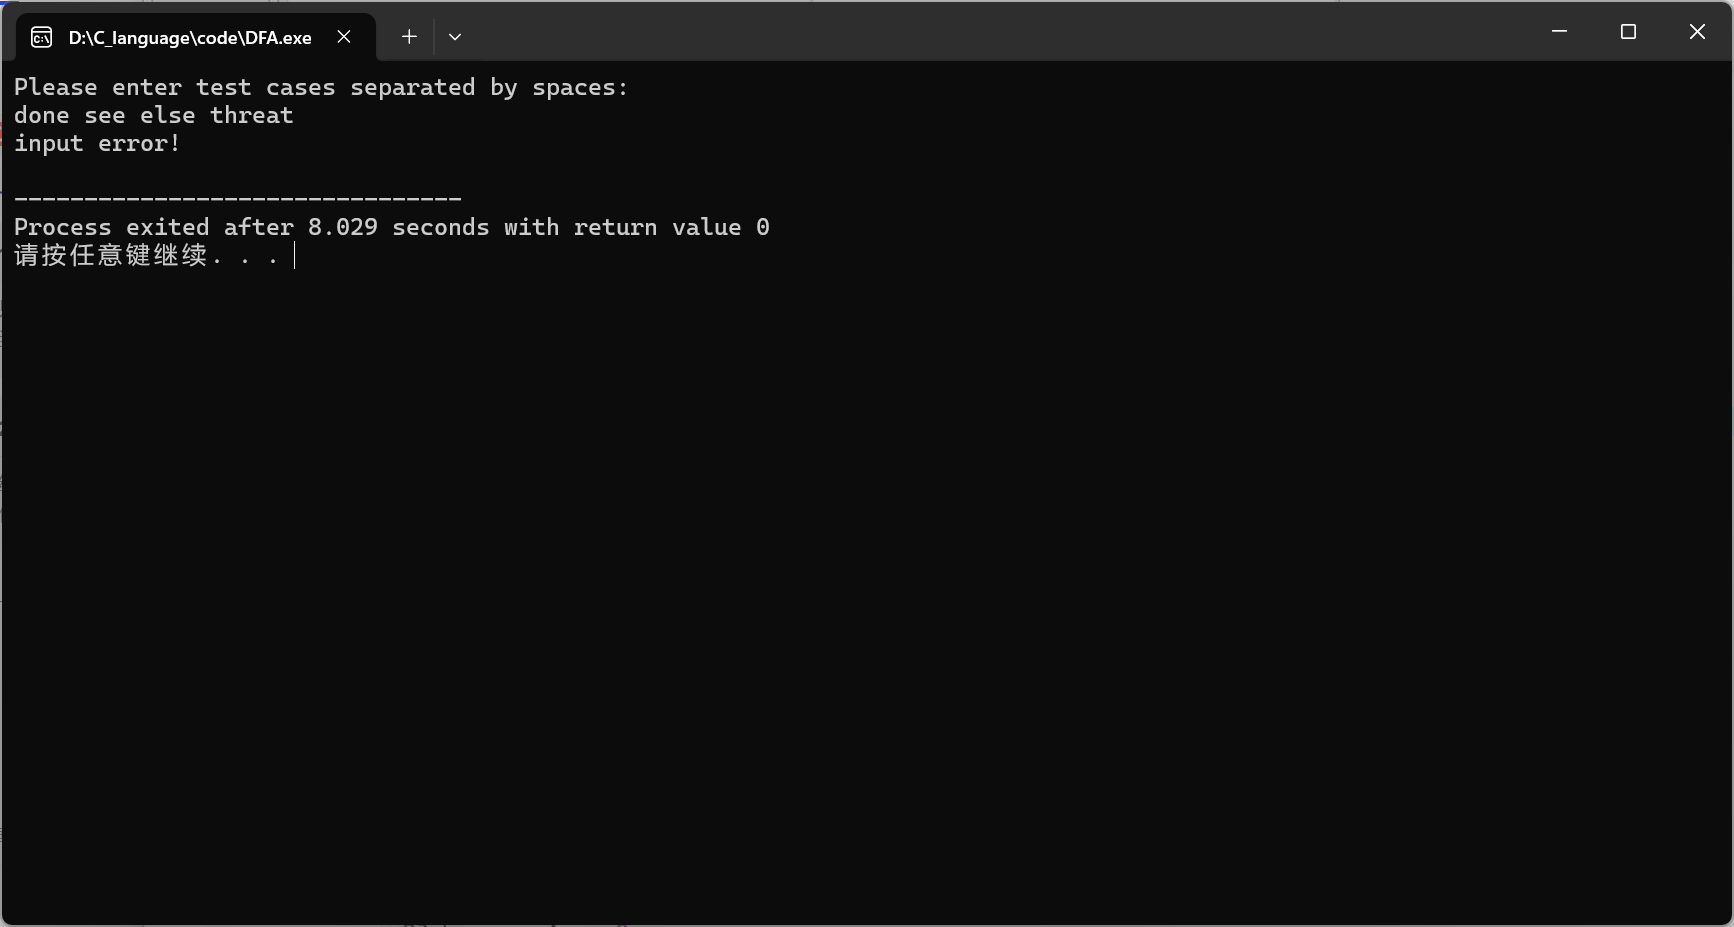 D:\C_language\code\DFA.exe
Please enter test cases separated by spaces:
done see else threat
input error!
--------------------------------
Process exited after 8.029 seconds with return value 0
请按任意键继续. . .